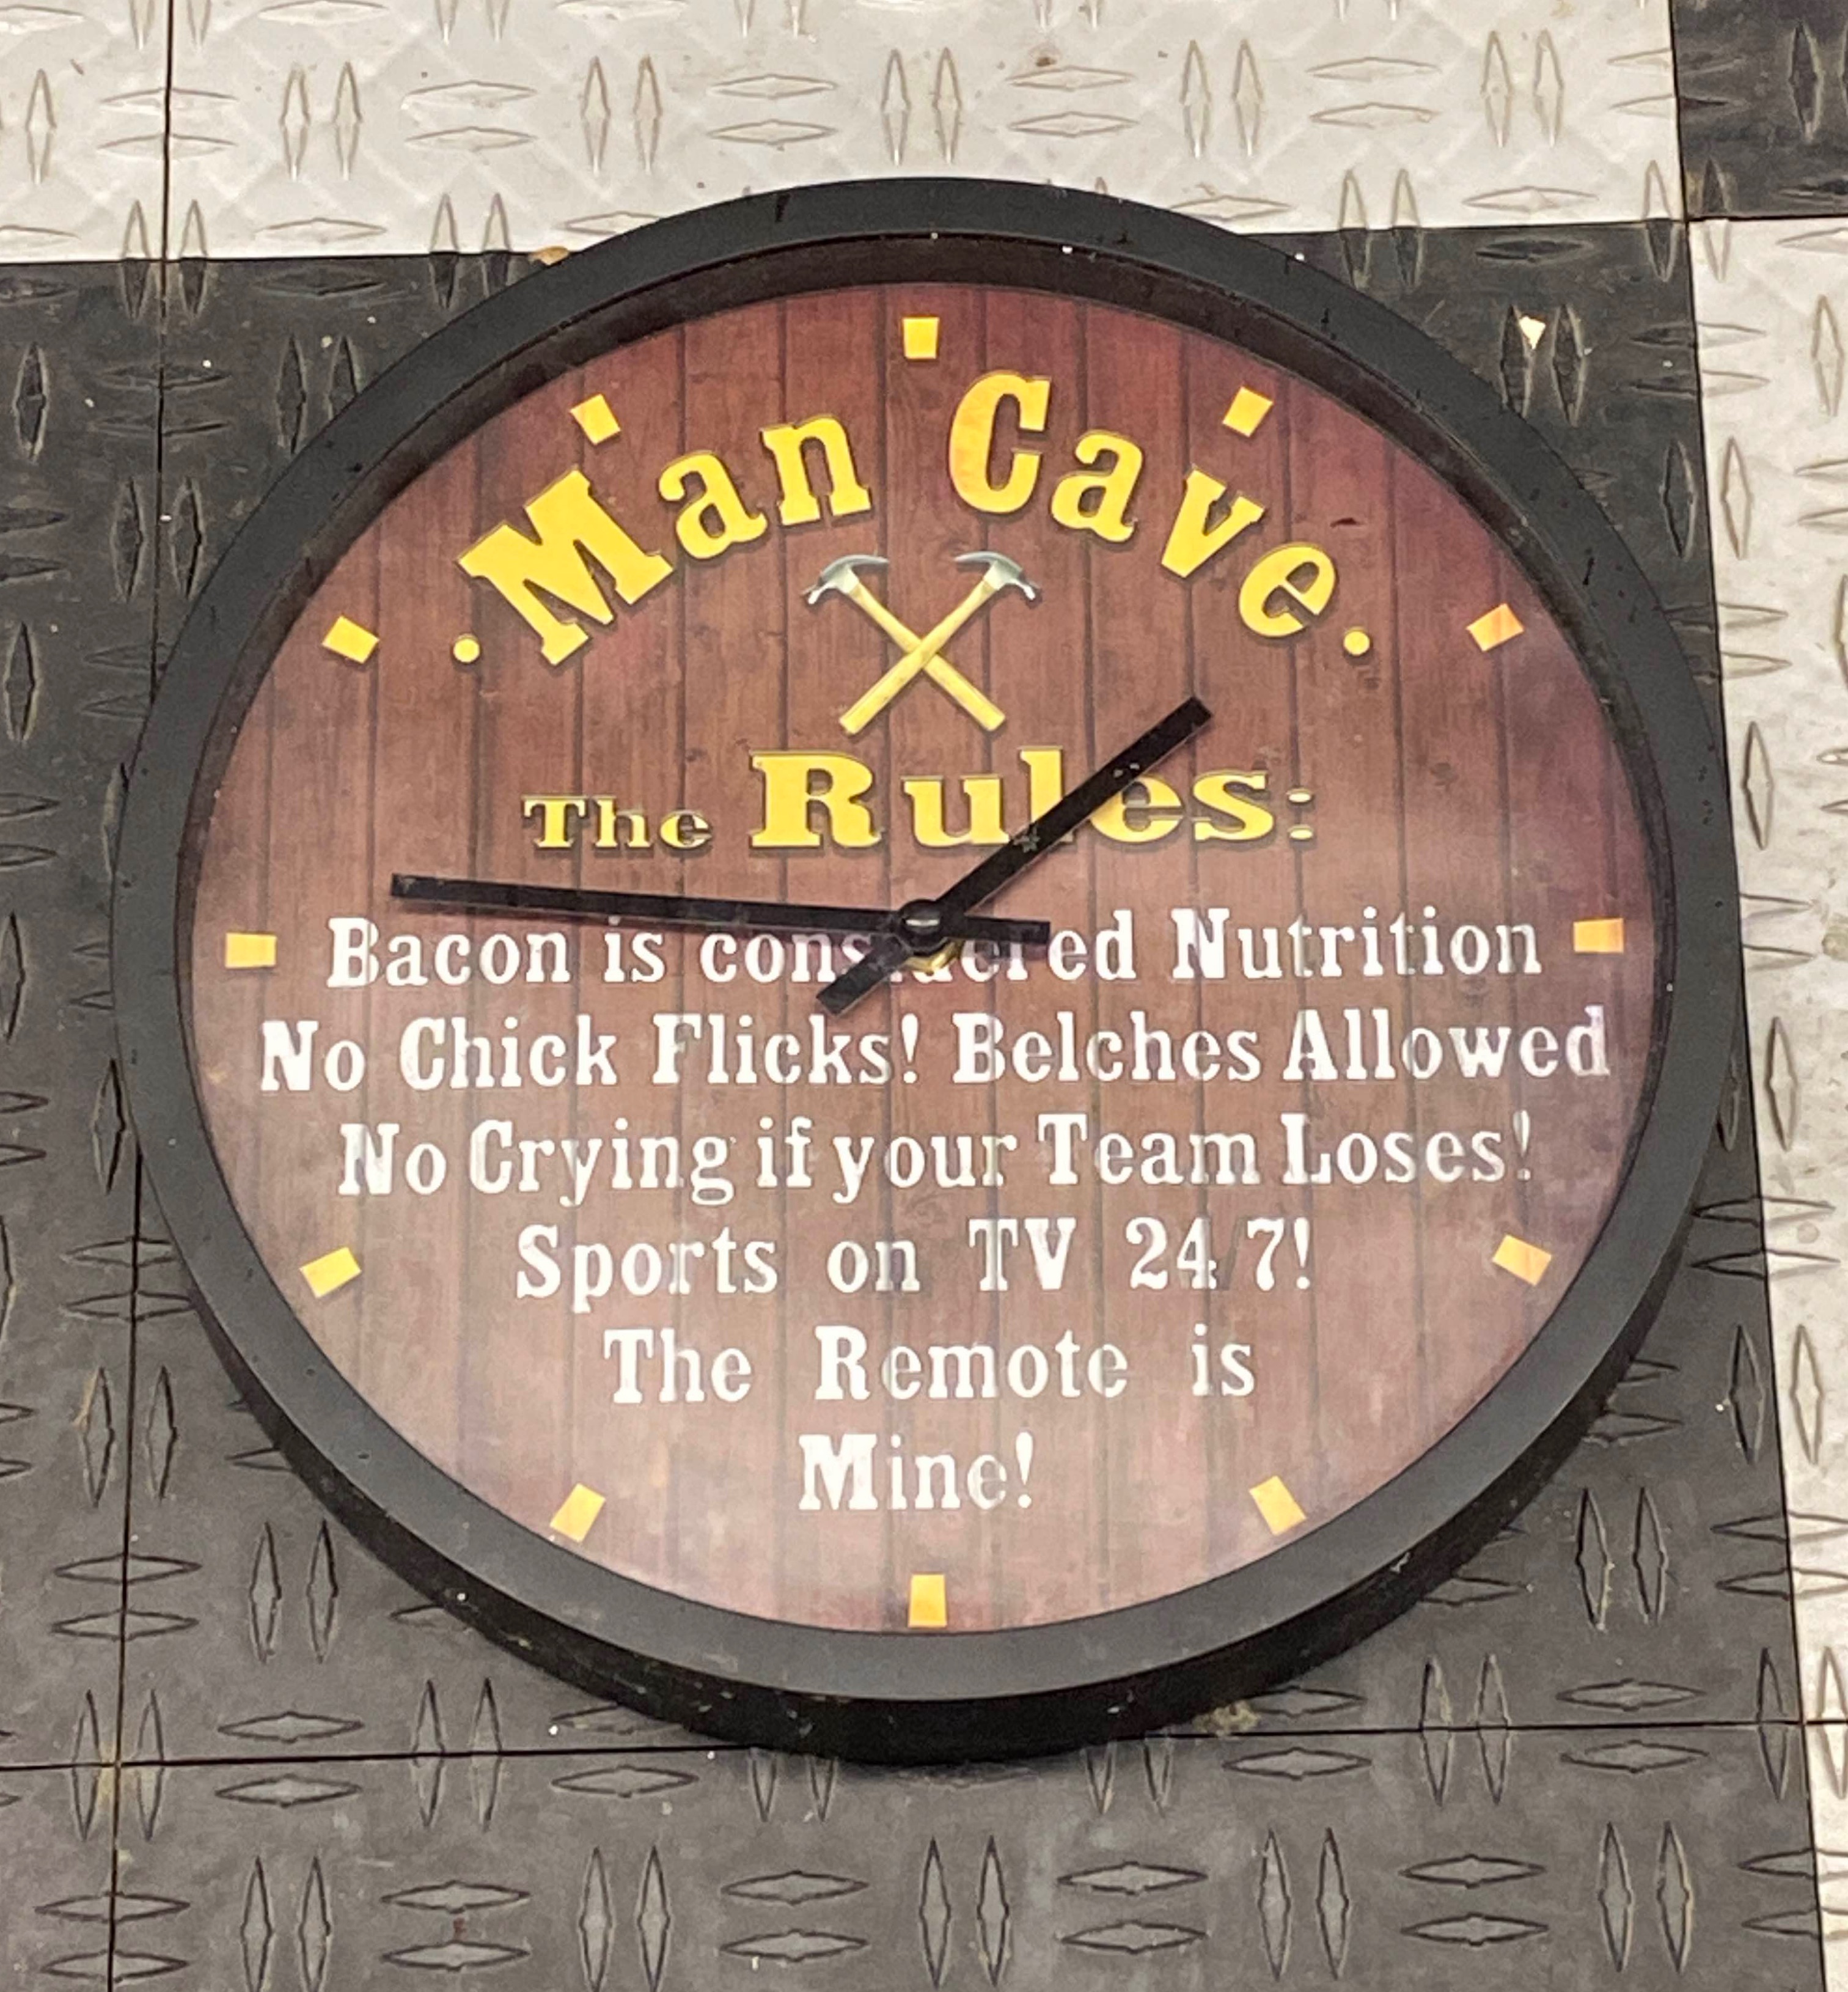 Man Cave
The Rules:
Bacon is considered Nutrition
No Chick Flicks! Belches Allowed
No Crying if your Team Loses!
Sports on TV 24/7!
The Remote is
Mine!